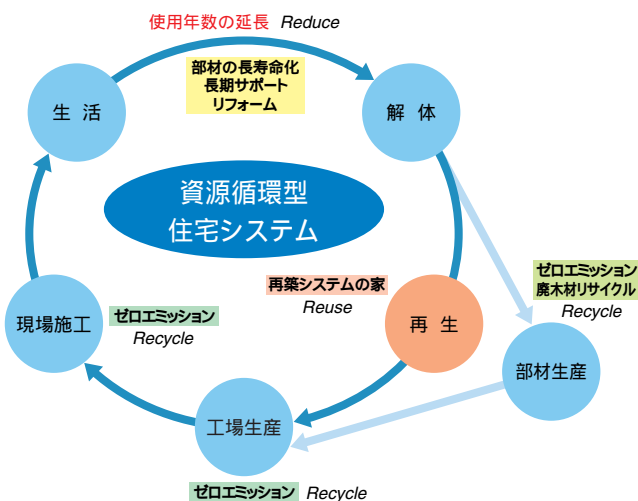 使用年数の延長 Reduce
部材の長寿命化
長期サポート
リフォーム
生 活
解 体
資源循環型
住宅システム
再築システムの家
Reuse
ゼロエミッション
廃木材リサイクル
Recycle
現場施工
ゼロエミッション
Recycle
再 生
部材生産
工場生産
ゼロエミッション Recycle